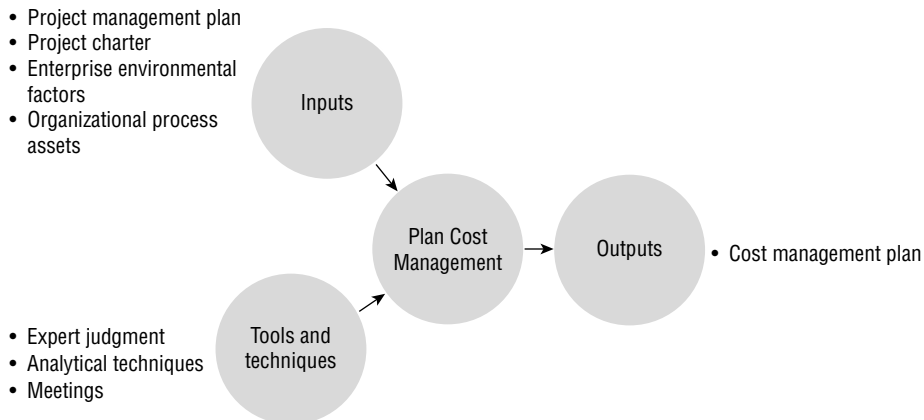 • Project management plan
• Project charter
• Enterprise environmental
factors
• Organizational process
assets
Inputs
Plan Cost
Management
Outputs
• Cost management plan
Tools and
techniques
• Expert judgment
• Analytical techniques
• Meetings